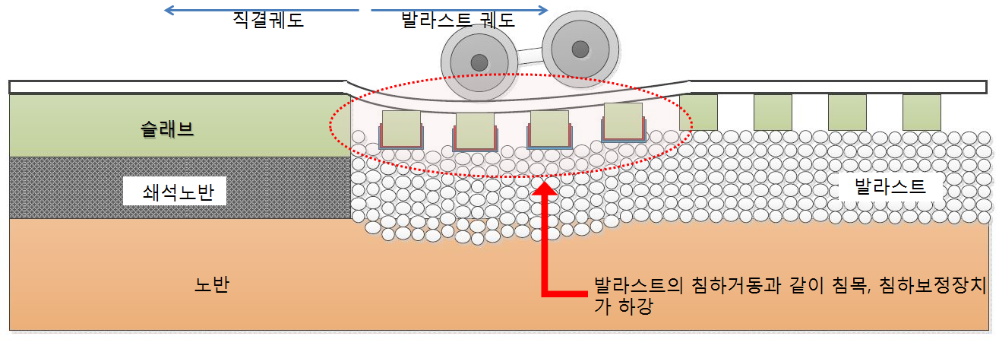 직결궤도
발라스트 궤도
슬래브
쇄석노반
발라스트
노반
발라스트의 침하거동과 같이 침목, 침하보정장치
가 하강